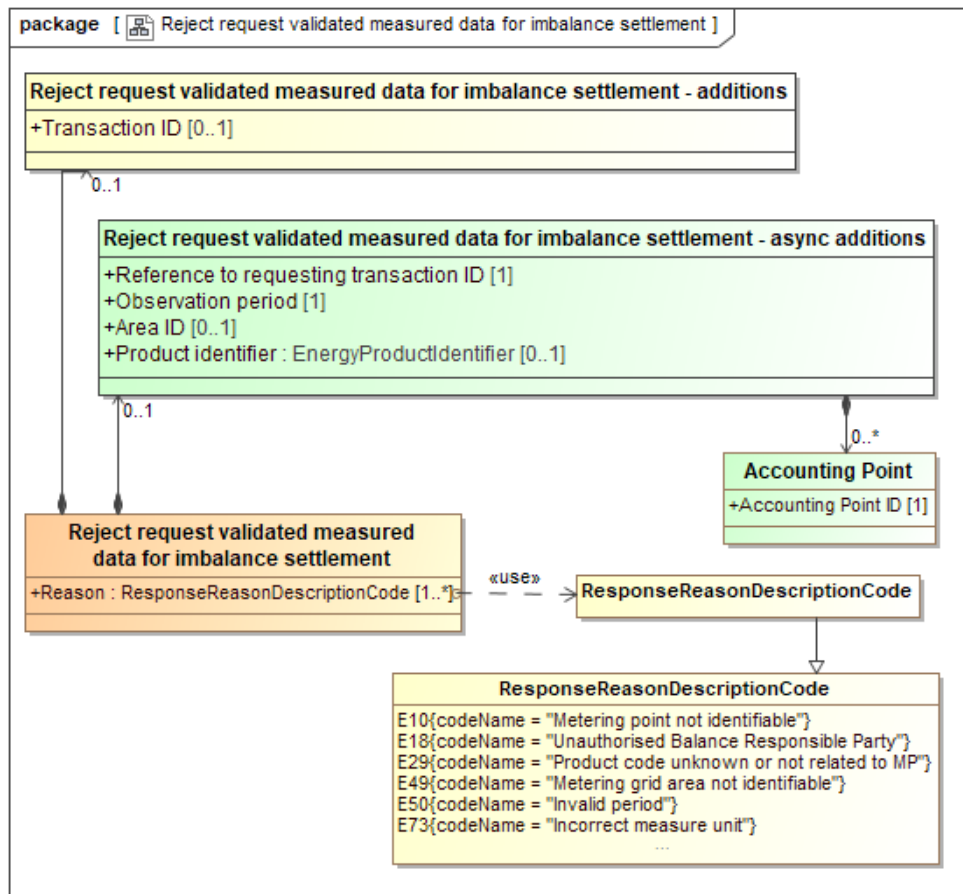 package [ Reject request validated measured data for imbalance settlement ]
Reject request validated measured data for imbalance settlement - additions
+Transaction ID [0..1]
0..1
Reject request validated measured data for imbalance settlement - async additions
+Reference to requesting transaction ID [1]
+Observation period [1]
+Area ID [0..1]
+Product identifier : EnergyProductIdentifier [0..1]
0..1
0..*
Accounting Point
+Accounting Point ID [1]
Reject request validated measured
data for imbalance settlement
+Reason : ResponseReasonDescriptionCode [1..*]
«use»
ResponseReasonDescriptionCode
ResponseReasonDescriptionCode
E10{codeName = "Metering point not identifiable"}
E18{codeName = "Unauthorised Balance Responsible Party"}
E29{codeName = "Product code unknown or not related to MP"}
E49{codeName = "Metering grid area not identifiable"}
E50{codeName = "Invalid period"}
E73{codeName = "Incorrect measure unit"}
...